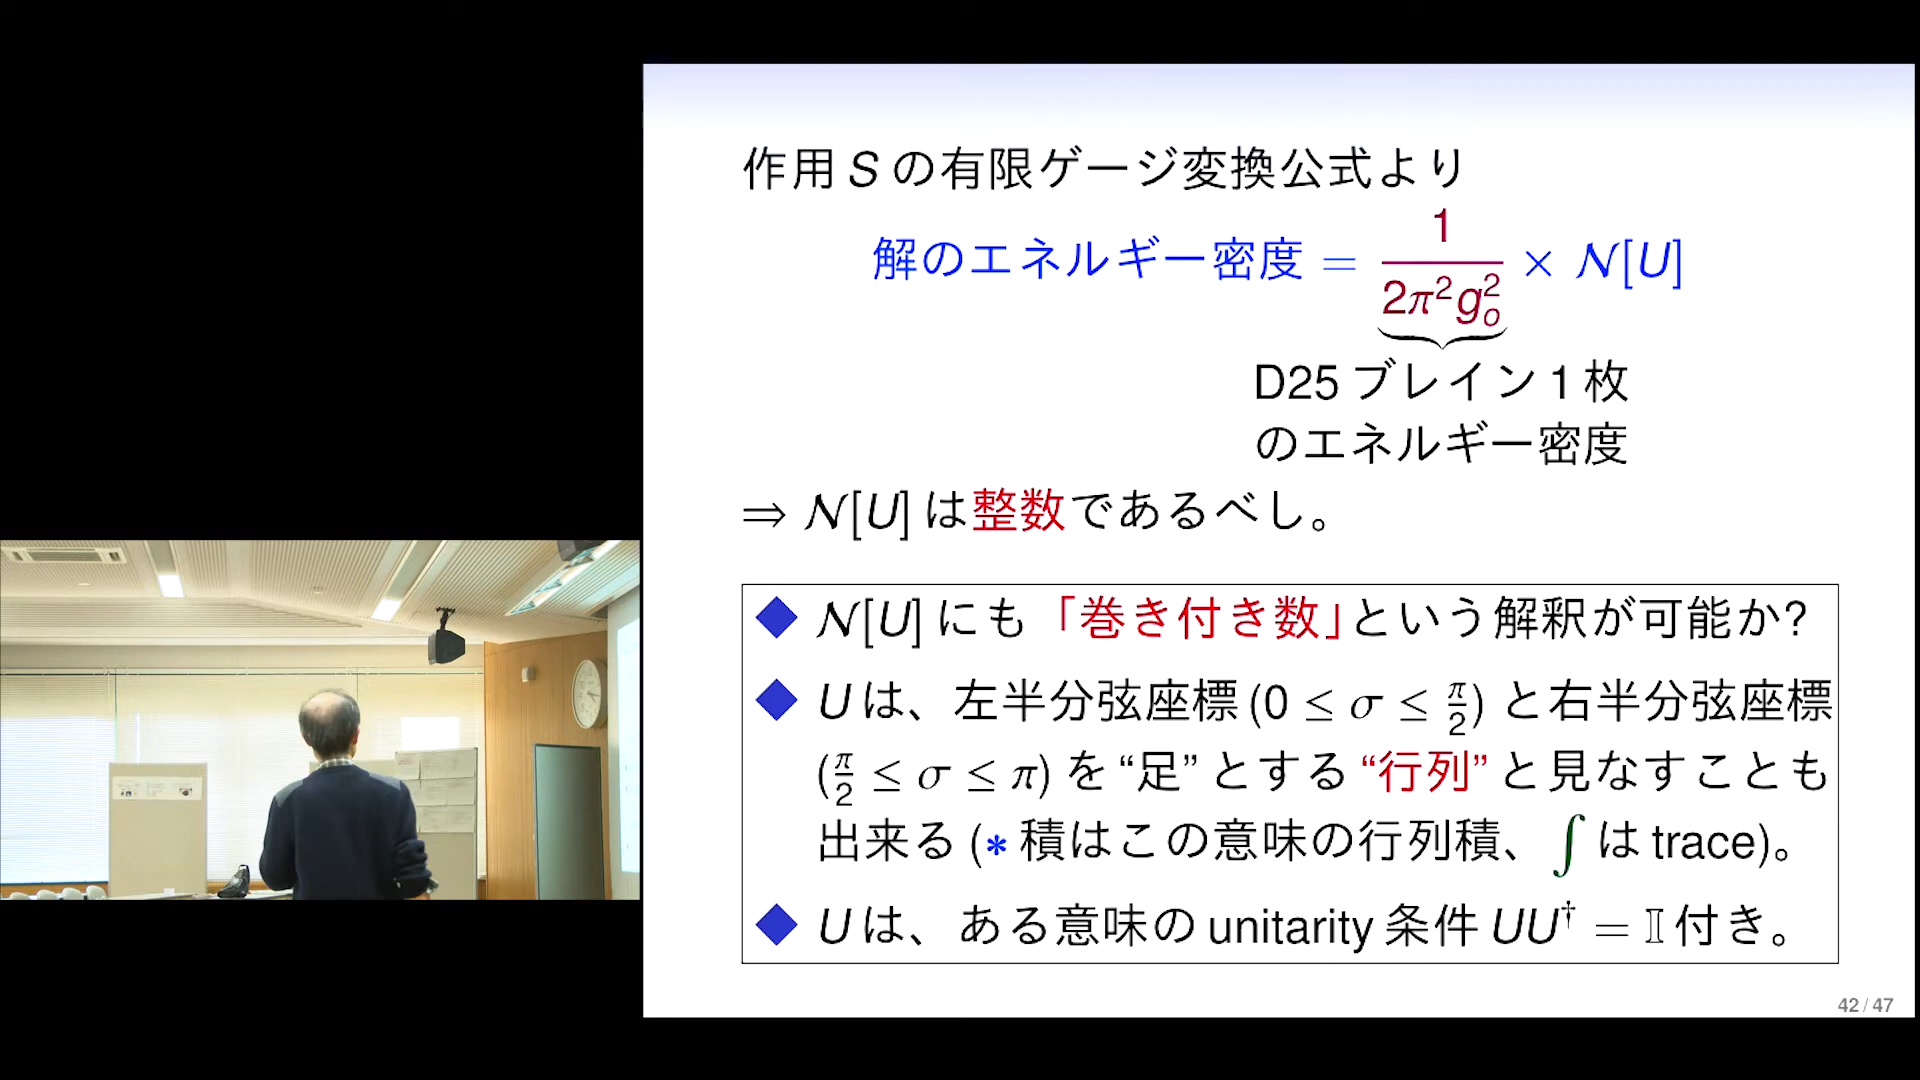 作用 S の有限ゲージ変換公式より
解のエネルギー密度 = \frac{1}{2π²g_o²} × 𝒩[U]
D25 ブレイン 1 枚
のエネルギー密度
⇒ 𝒩[U] は整数であるべし。
◆ 𝒩[U] にも「巻き付き数」という解釈が可能か?
◆ U は、左半分弦座標 (0 ≤ σ ≤ π/2) と右半分弦座標
(π/2 ≤ σ ≤ π) を “足” とする “行列” と見なすことも
出来る (* 積はこの意味の行列積、∫ は trace)。
◆ U は、ある意味の unitarity 条件 UU† = 𝕀 付き。
42 / 47